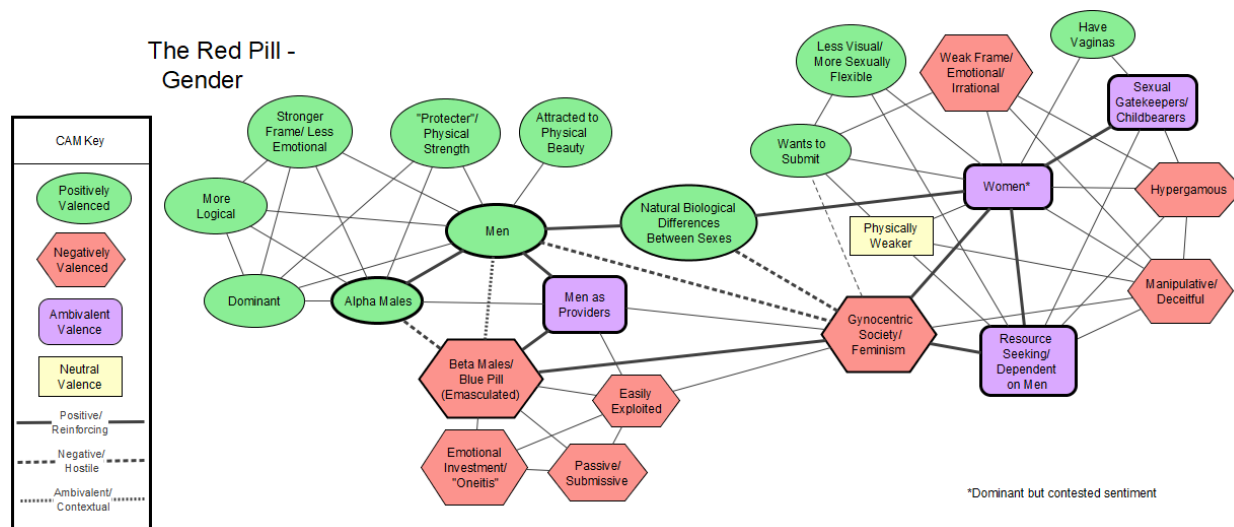 The Red Pill -
Gender
CAM Key
Positively
Valenced
Negatively
Valenced
Ambivalent
Valence
Neutral
Valence
Positive/
Reinforcing
Negative/
Hostile
Ambivalent/
Contextual
Stronger
Frame/ Less
Emotional
"Protecter"/
Physical
Strength
Attracted to
Physical
Beauty
More
Logical
Men
Dominant
Alpha Males
Men as
Providers
Beta Males/
Blue Pill
(Emasculated)
Easily
Exploited
Emotional
Investment/
"Oneitis"
Passive/
Submissive
Natural Biological
Differences
Between Sexes
Less Visual/
More Sexually
Flexible
Weak Frame/
Emotional/
Irrational
Have
Vaginas
Sexual
Gatekeepers/
Childbearers
Wants to
Submit
Women*
Hypergamous
Physically
Weaker
Manipulative/
Deceitful
Gynocentric
Society/
Feminism
Resource
Seeking/
Dependent
on Men
*Dominant but contested sentiment